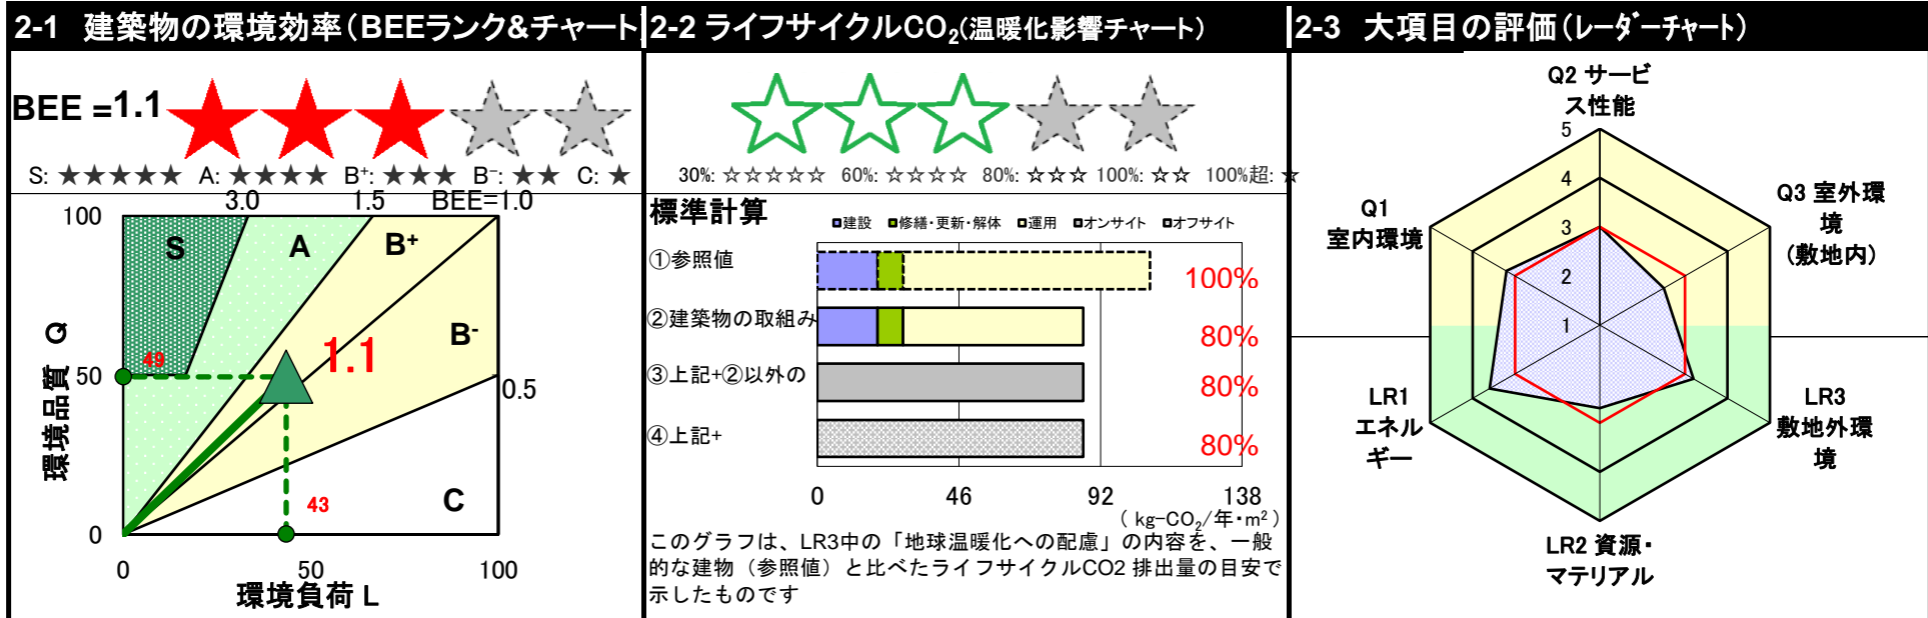 2-1 建築物の環境効率(BEEランク&チャート)
BEE =1.1
S: ★★★★★ A: ★★★★ B+: ★★★ B-: ★★ C: ★
3.0 1.5 BEE=1.0
100
50
0
S
A
B+
B-
C
0.5
49
1.1
43
環境品質 Q
0 50 100
環境負荷 L
2-2 ライフサイクルCO2(温暖化影響チャート)
30%: ☆☆☆☆☆ 60%: ☆☆☆☆ 80%: ☆☆☆ 100%: ☆☆ 100%超: ☆
標準計算
建設 修繕・更新・解体 運用 オンサイト オフサイト
①参照値 100%
②建築物の取組み 80%
③上記+②以外の 80%
④上記+ 80%
0 46 92 138
( kg-CO2/年・m2 )
このグラフは、LR3中の「地球温暖化への配慮」の内容を、一般
的な建物(参照値)と比べたライフサイクルCO2 排出量の目安で
示したものです
2-3 大項目の評価(レーダーチャート)
Q2 サービ
ス性能
Q1
室内環境
Q3 室外環
境
(敷地内)
5
4
3
2
1
LR1
エネル
ギー
LR3
敷地外環
境
LR2 資源・
マテリアル